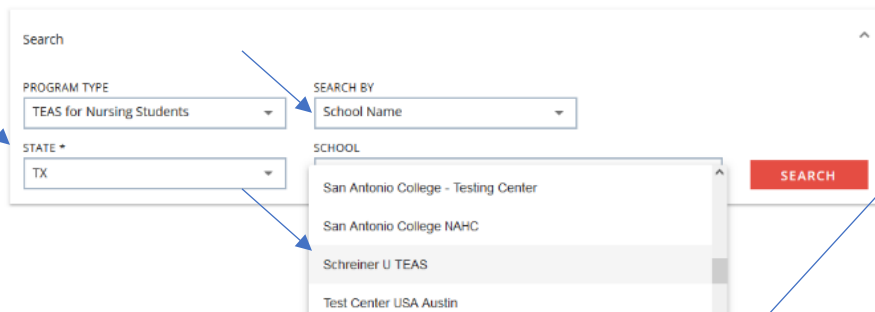 Search
PROGRAM TYPE
SEARCH BY
TEAS for Nursing Students
School Name
STATE *
SCHOOL
TX
SEARCH
San Antonio College - Testing Center
San Antonio College NAHC
Schreiner U TEAS
Test Center USA Austin